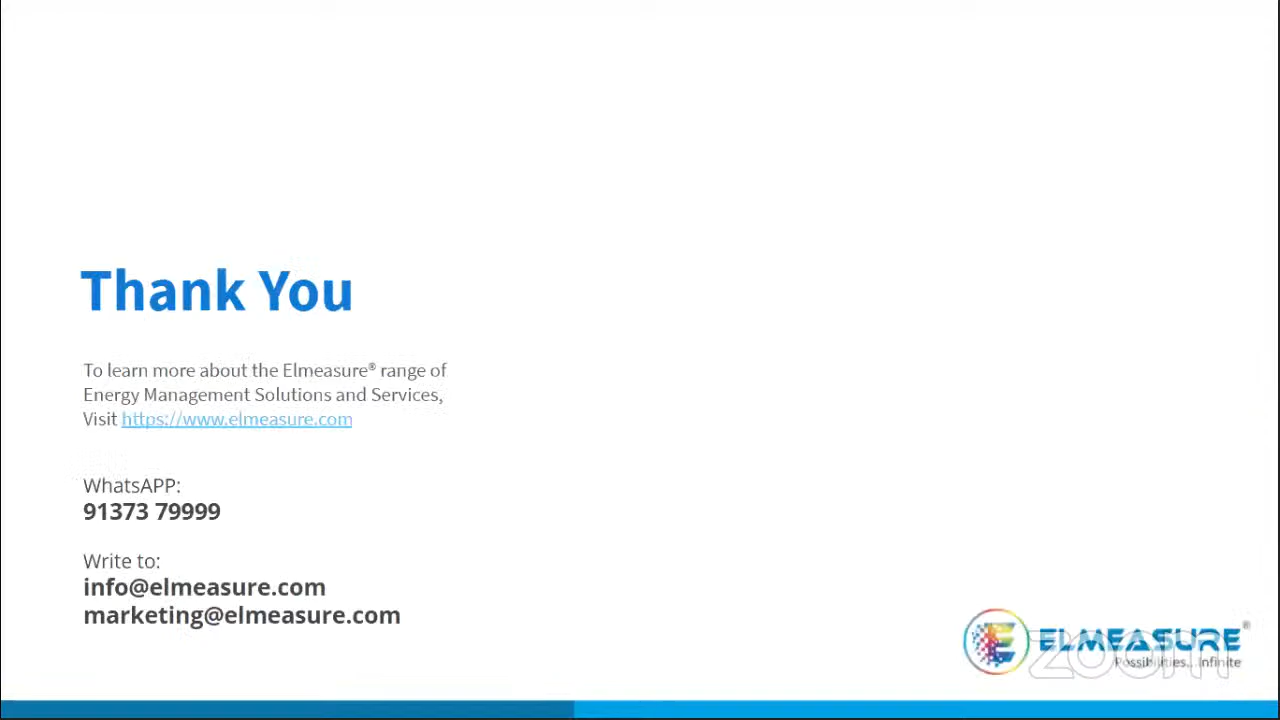 Thank You
To learn more about the Elmeasure® range of
Energy Management Solutions and Services,
Visit https://www.elmeasure.com
WhatsAPP:
91373 79999
Write to:
info@elmeasure.com
marketing@elmeasure.com
ELMEASURE®
Possibilities...Infinite
zoom